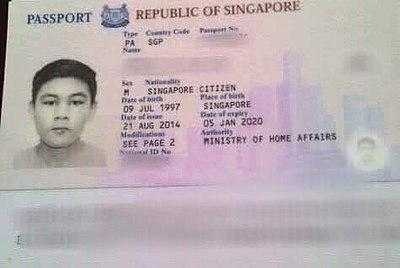 PASSPORT REPUBLIC OF SINGAPORE
Type Country Code Passport No
PA SGP
Name
Sex Nationality
M SINGAPORE CITIZEN
Date of birth Place of birth
09 JUL 1997 SINGAPORE
Date of issue Date of expiry
21 AUG 2014 05 JAN 2020
Modifications Authority
SEE PAGE 2 MINISTRY OF HOME AFFAIRS
National ID No